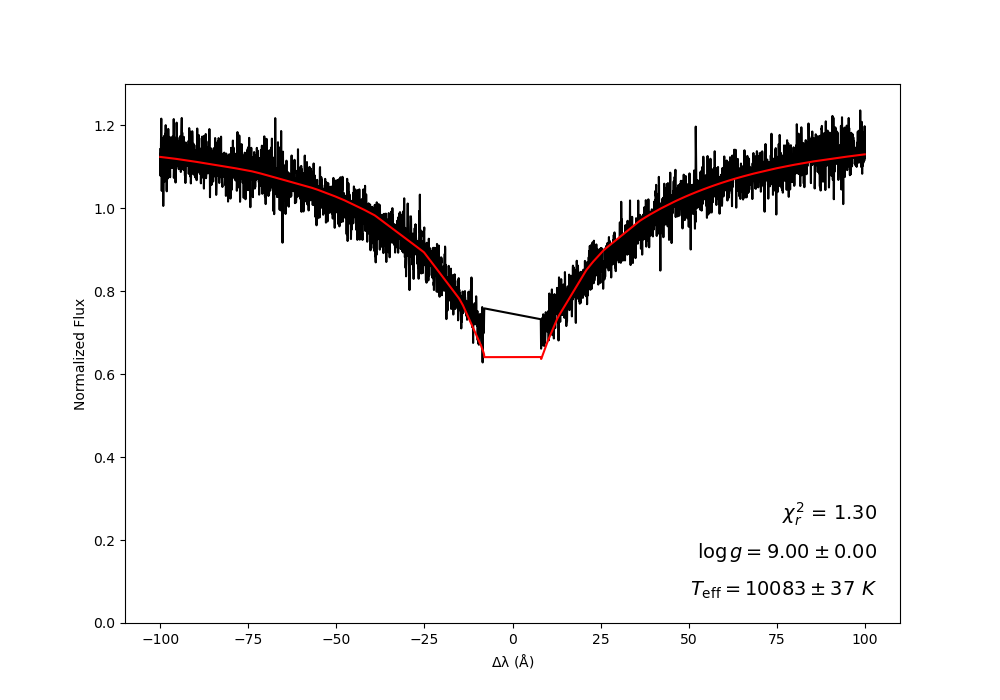 1.2
1.0
0.8
0.6
0.4
0.2
0.0
Normalized Flux
χ²ᵣ = 1.30
log g = 9.00 ± 0.00
T_eff = 10083 ± 37 K
−100 −75 −50 −25 0 25 50 75 100
Δλ (Å)